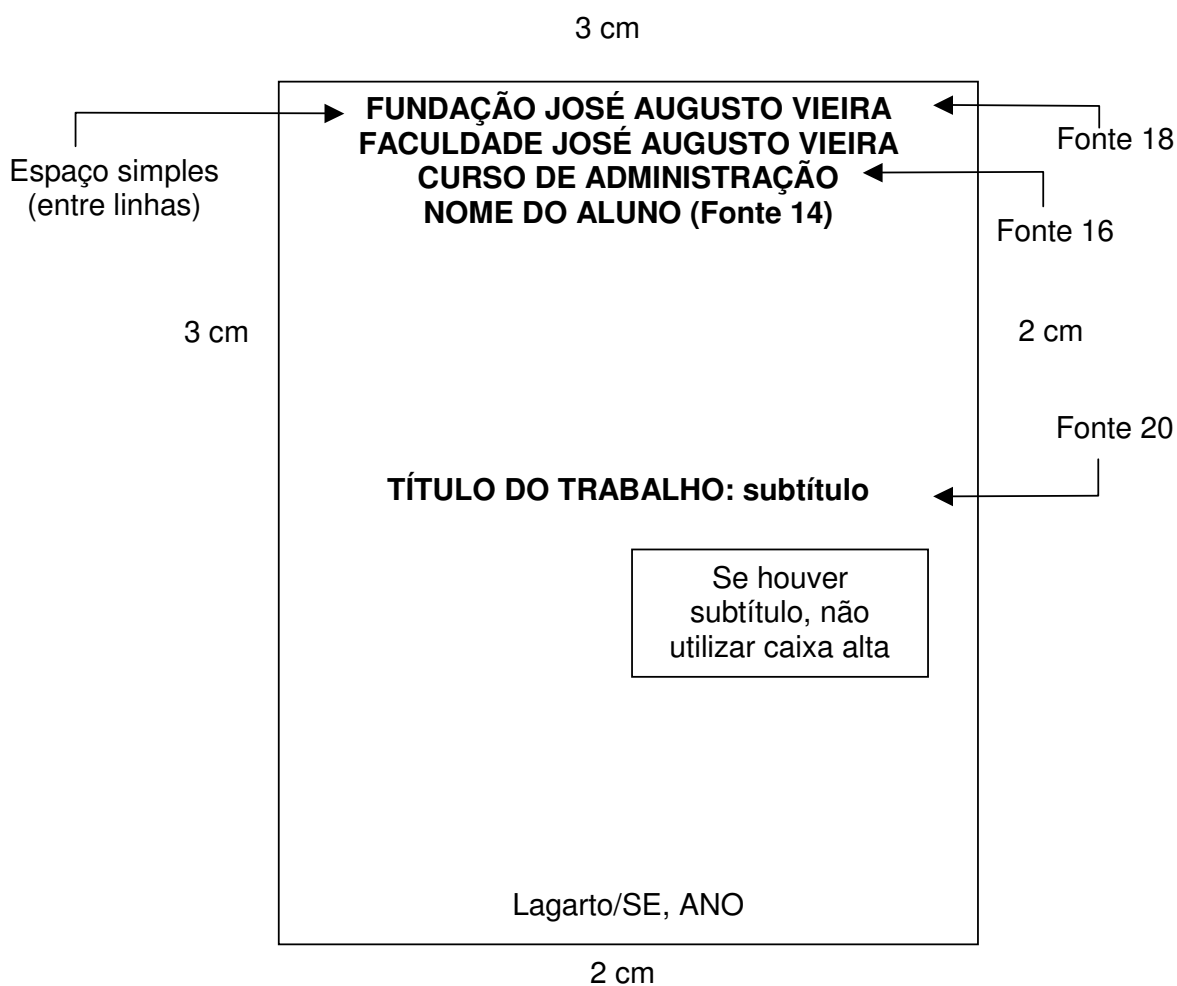 3 cm
FUNDAÇÃO JOSÉ AUGUSTO VIEIRA
FACULDADE JOSÉ AUGUSTO VIEIRA
CURSO DE ADMINISTRAÇÃO
NOME DO ALUNO (Fonte 14)
Fonte 18
Espaço simples
(entre linhas)
Fonte 16
3 cm
2 cm
Fonte 20
TÍTULO DO TRABALHO: subtítulo
Se houver
subtítulo, não
utilizar caixa alta
Lagarto/SE, ANO
2 cm